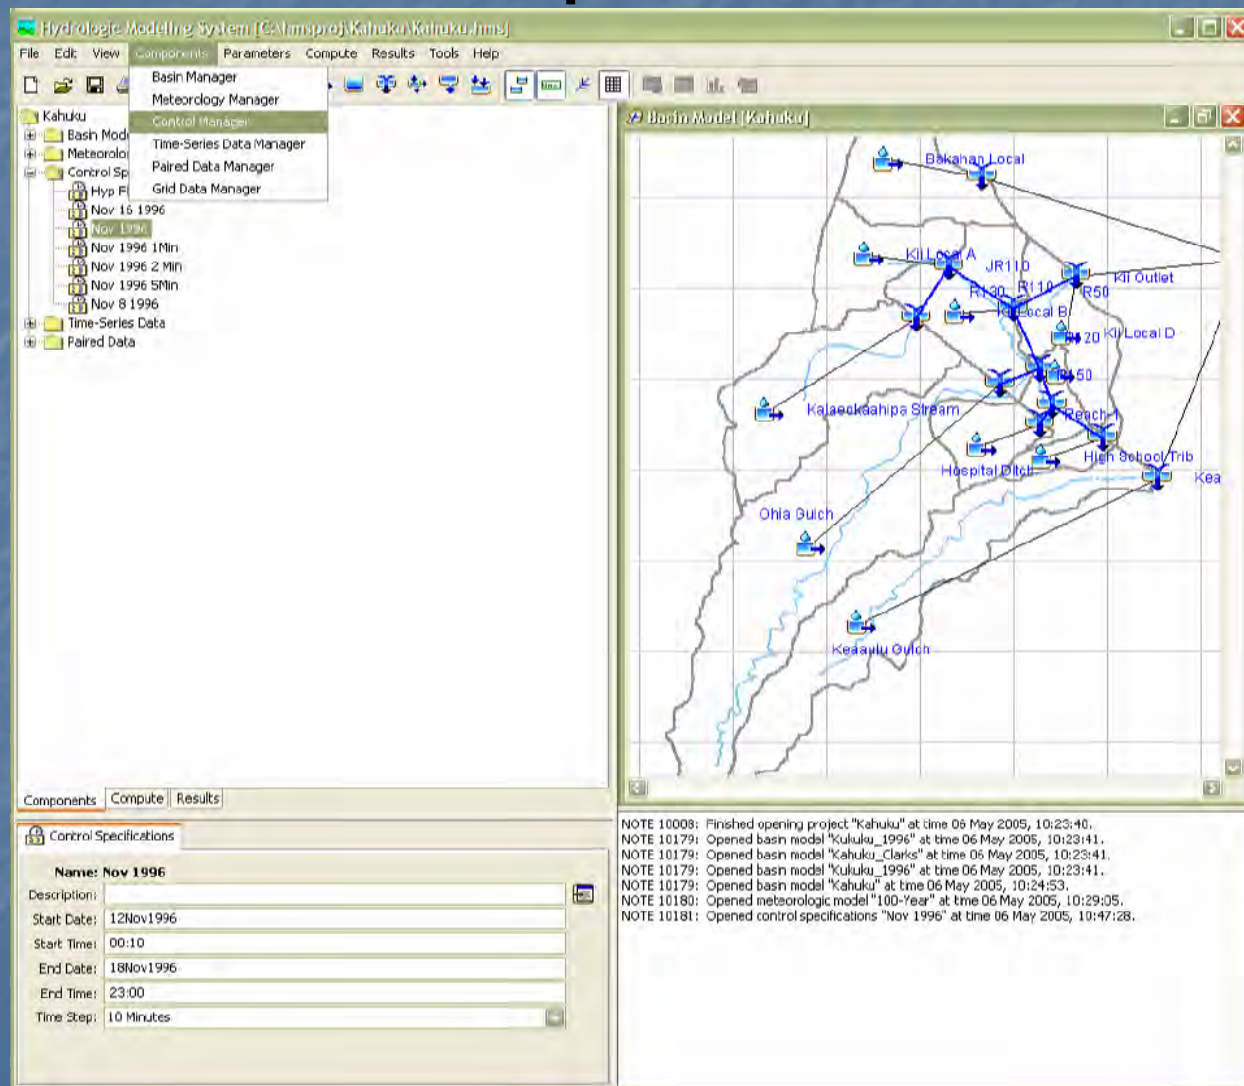 Hydrologic Modelling System [C:\hmsproj\Kahuku\Kahuku.hms]
File Edit View Components Parameters Compute Results Tools Help
Basin Manager
Meteorology Manager
Control Manager
Time-Series Data Manager
Paired Data Manager
Grid Data Manager
Kahuku
Basin Mod
Meteorolo
Control Sp
Hyp F
Nov 16 1996
Nov 1996
Nov 1996 1Min
Nov 1996 2 Min
Nov 1996 5Min
Nov 8 1996
Time-Series Data
Paired Data
Components Compute Results
Basin Model [Kahuku]
Bakahan Local
Kii Local A
JR110
Kii Outlet
R130 R110
R50
Local B
20 Kii Local D
150
Kalaeokaahipa Stream
Reach-1
High School Trib
Hospital Ditch
Kea
Ohia Gulch
Keaaulu Gulch
Control Specifications
Name: Nov 1996
Description:
Start Date: 12Nov1996
Start Time: 00:10
End Date: 18Nov1996
End Time: 23:00
Time Step: 10 Minutes
NOTE 10008: Finished opening project "Kahuku" at time 06 May 2005, 10:23:40.
NOTE 10179: Opened basin model "Kukuku_1996" at time 06 May 2005, 10:23:41.
NOTE 10179: Opened basin model "Kahuku_Clarks" at time 06 May 2005, 10:23:41.
NOTE 10179: Opened basin model "Kukuku_1996" at time 06 May 2005, 10:23:41.
NOTE 10179: Opened basin model "Kahuku" at time 06 May 2005, 10:24:53.
NOTE 10180: Opened meteorologic model "100-Year" at time 06 May 2005, 10:29:05.
NOTE 10181: Opened control specifications "Nov 1996" at time 06 May 2005, 10:47:28.